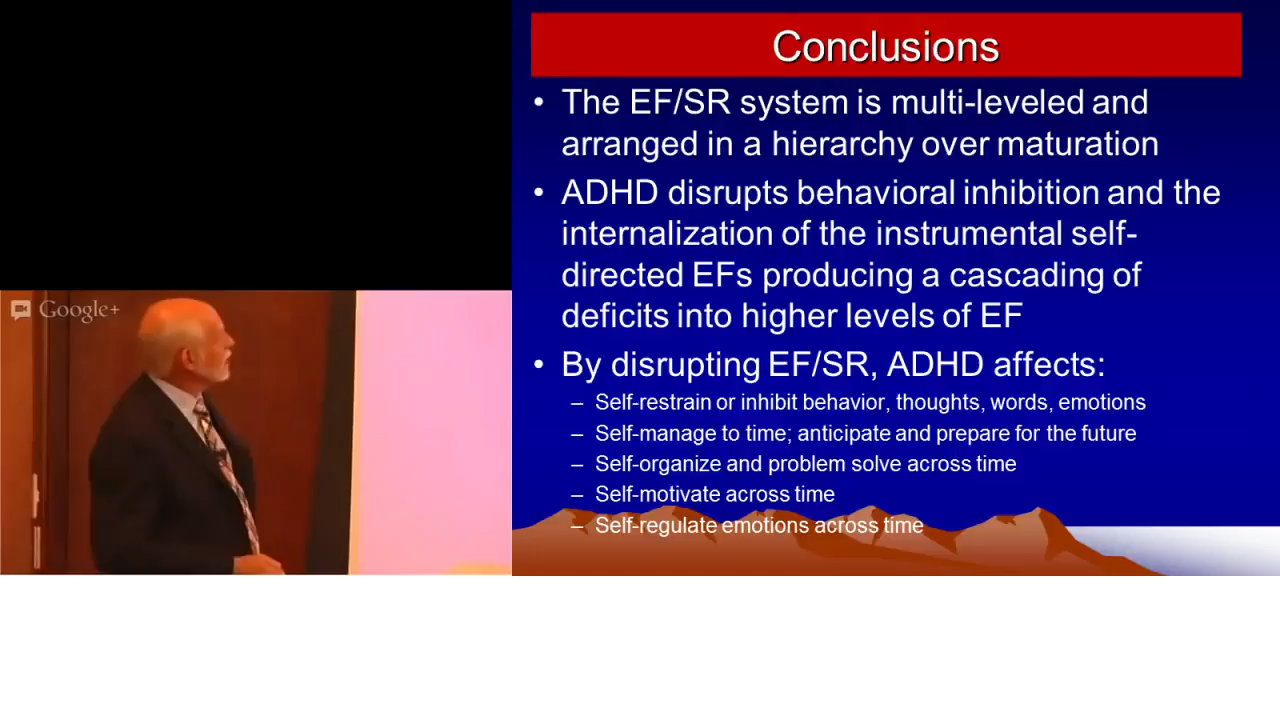 Conclusions
• The EF/SR system is multi-leveled and
arranged in a hierarchy over maturation
• ADHD disrupts behavioral inhibition and the
internalization of the instrumental self-
directed EFs producing a cascading of
deficits into higher levels of EF
• By disrupting EF/SR, ADHD affects:
– Self-restrain or inhibit behavior, thoughts, words, emotions
– Self-manage to time; anticipate and prepare for the future
– Self-organize and problem solve across time
– Self-motivate across time
– Self-regulate emotions across time
Google+